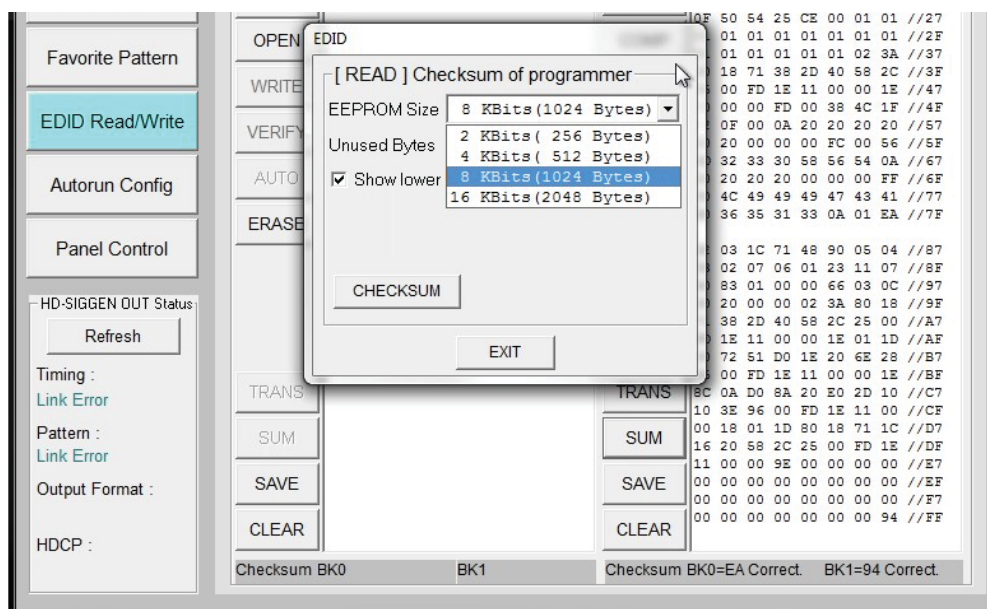 Favorite Pattern
EDID Read/Write
Autorun Config
Panel Control
HD-SIGGEN OUT Status
Refresh
Timing :
Link Error
Pattern :
Link Error
Output Format :
HDCP :
OPEN
WRITE
VERIFY
AUTO
ERASE
TRANS
SUM
SAVE
CLEAR
Checksum BK0 BK1
EDID
[ READ ] Checksum of programmer
EEPROM Size 8 KBits(1024 Bytes)
Unused Bytes
Show lower
2 KBits( 256 Bytes)
4 KBits( 512 Bytes)
8 KBits(1024 Bytes)
16 KBits(2048 Bytes)
CHECKSUM
EXIT
TRANS
SUM
SAVE
CLEAR
0F 50 54 25 CE 00 01 01 //27
01 01 01 01 01 01 01 //2F
01 01 01 01 01 02 3A //37
18 71 38 2D 40 58 2C //3F
00 FD 1E 11 00 00 1E //47
00 00 FD 00 38 4C 1F //4F
0F 00 0A 20 20 20 20 //57
20 00 00 00 FC 00 56 //5F
32 33 30 58 56 54 0A //67
20 20 20 00 00 00 FF //6F
4C 49 49 49 47 43 41 //77
36 35 31 33 0A 01 EA //7F
03 1C 71 48 90 05 04 //87
02 07 06 01 23 11 07 //8F
83 01 00 00 66 03 0C //97
20 00 00 02 3A 80 18 //9F
38 2D 40 58 2C 25 00 //A7
1E 11 00 00 1E 01 1D //AF
72 51 D0 1E 20 6E 28 //B7
00 FD 1E 11 00 00 1E //BF
8C 0A D0 8A 20 E0 2D 10 //C7
10 3E 96 00 FD 1E 11 00 //CF
00 18 01 1D 80 18 71 1C //D7
16 20 58 2C 25 00 FD 1E //DF
11 00 00 9E 00 00 00 00 //E7
00 00 00 00 00 00 00 00 //EF
00 00 00 00 00 00 00 00 //F7
00 00 00 00 00 00 00 94 //FF
Checksum BK0=EA Correct. BK1=94 Correct.